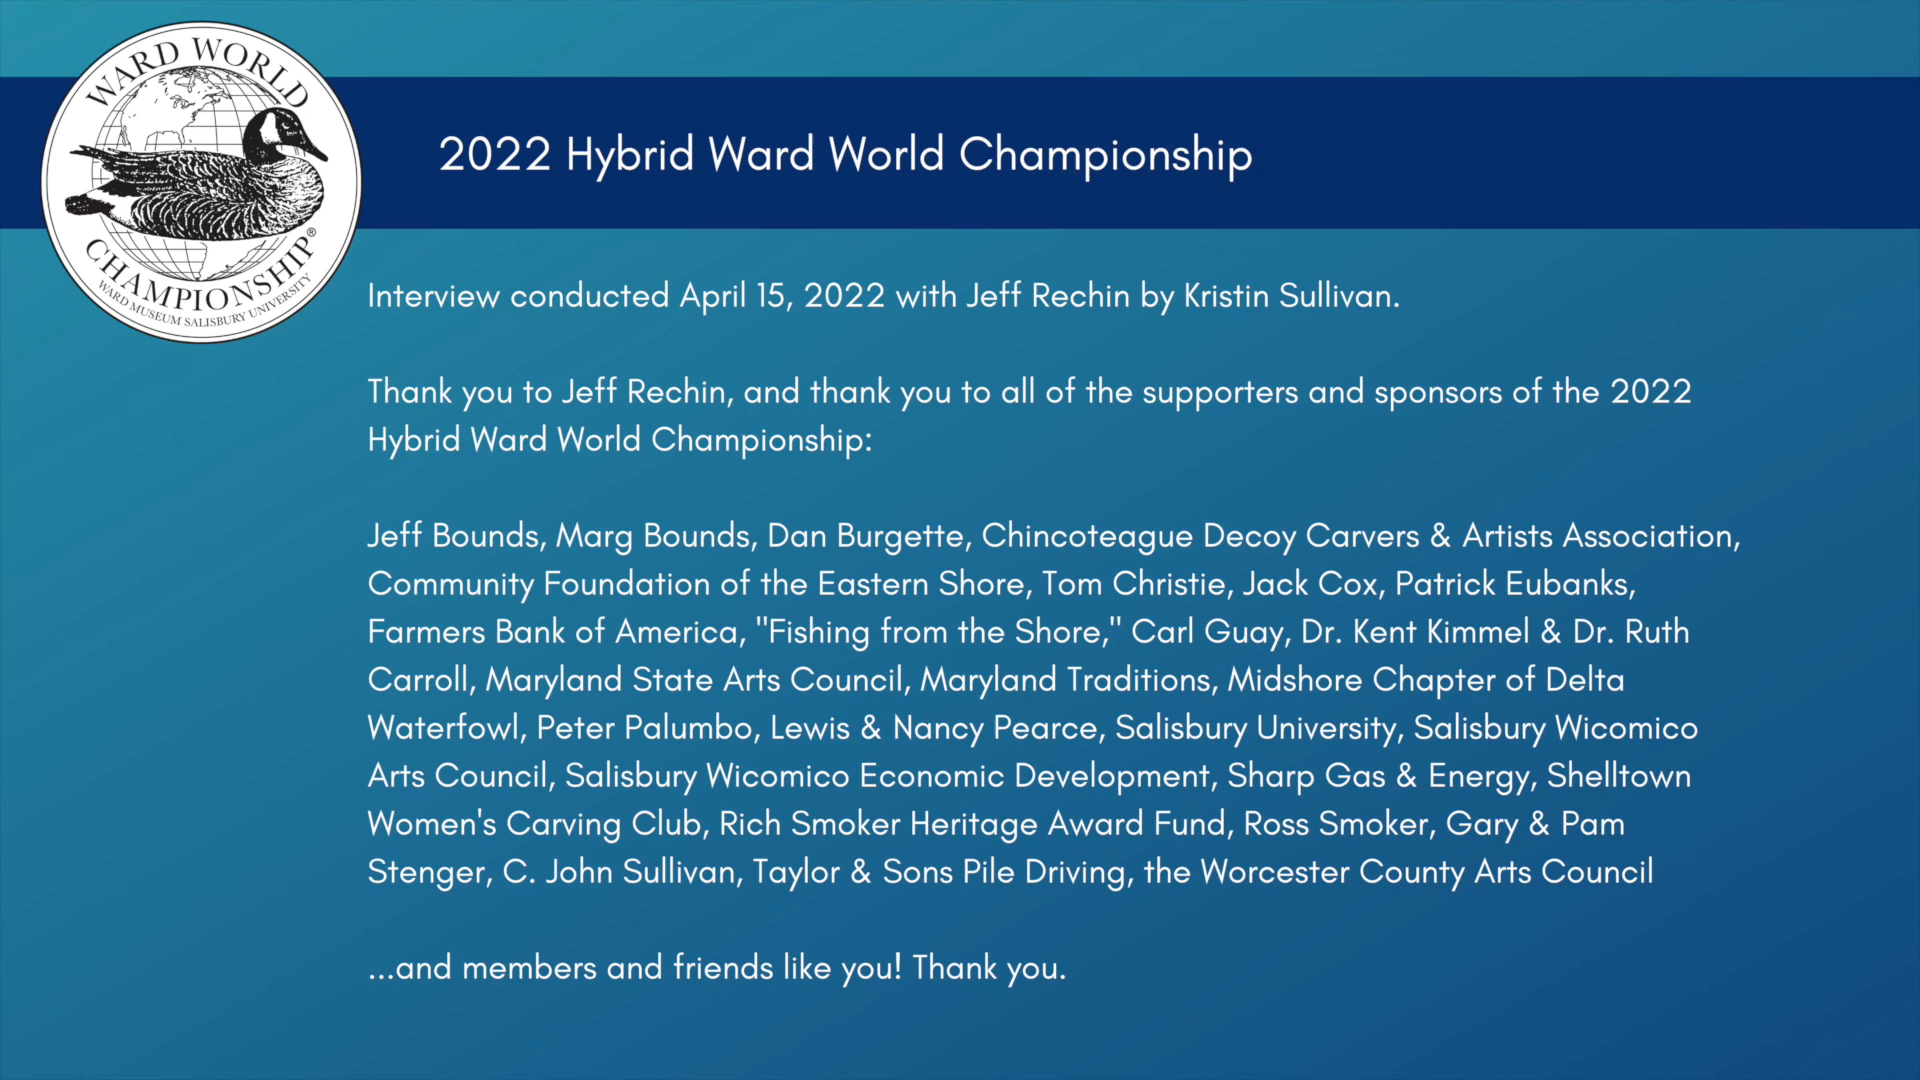 WARD WORLD
CHAMPIONSHIP®
WARD MUSEUM SALISBURY UNIVERSITY
2022 Hybrid Ward World Championship
Interview conducted April 15, 2022 with Jeff Rechin by Kristin Sullivan.
Thank you to Jeff Rechin, and thank you to all of the supporters and sponsors of the 2022
Hybrid Ward World Championship:
Jeff Bounds, Marg Bounds, Dan Burgette, Chincoteague Decoy Carvers & Artists Association,
Community Foundation of the Eastern Shore, Tom Christie, Jack Cox, Patrick Eubanks,
Farmers Bank of America, "Fishing from the Shore," Carl Guay, Dr. Kent Kimmel & Dr. Ruth
Carroll, Maryland State Arts Council, Maryland Traditions, Midshore Chapter of Delta
Waterfowl, Peter Palumbo, Lewis & Nancy Pearce, Salisbury University, Salisbury Wicomico
Arts Council, Salisbury Wicomico Economic Development, Sharp Gas & Energy, Shelltown
Women's Carving Club, Rich Smoker Heritage Award Fund, Ross Smoker, Gary & Pam
Stenger, C. John Sullivan, Taylor & Sons Pile Driving, the Worcester County Arts Council
...and members and friends like you! Thank you.